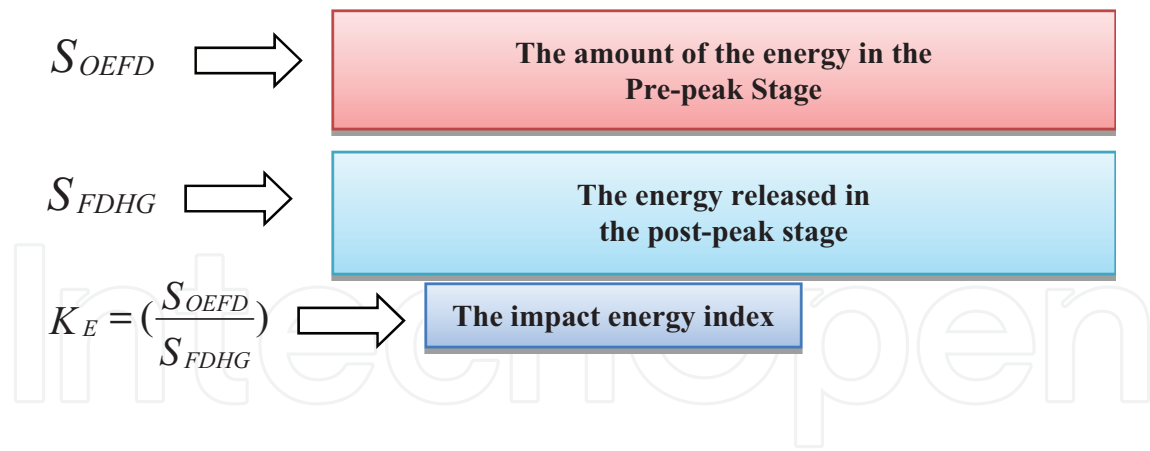 S_OEFD
The amount of the energy in the
Pre-peak Stage
S_FDHG
The energy released in
the post-peak stage
K_E = (S_OEFD / S_FDHG)
The impact energy index
IntechOpen